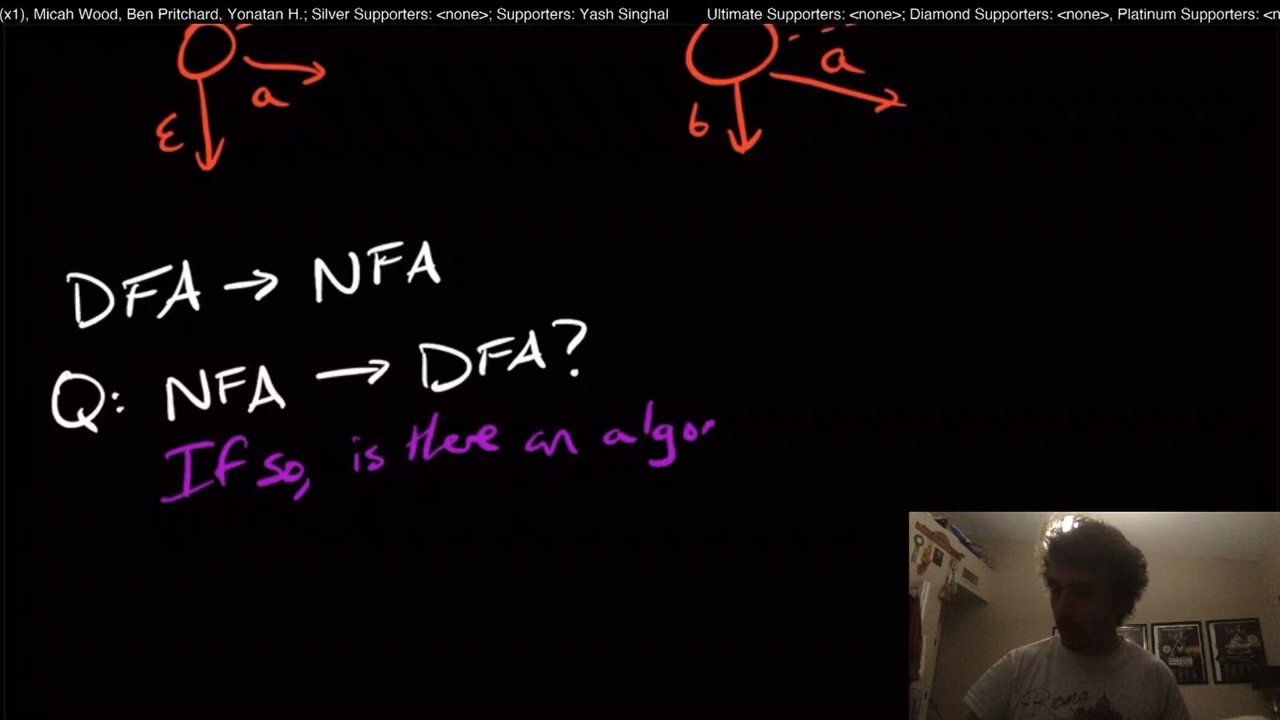 (x1), Micah Wood, Ben Pritchard, Yonatan H.; Silver Supporters: <none>; Supporters: Yash Singhal Ultimate Supporters: <none>; Diamond Supporters: <none>, Platinum Supporters: <n
a
ε
a
b
DFA → NFA
Q: NFA → DFA?
If so, is there an algor
Roma